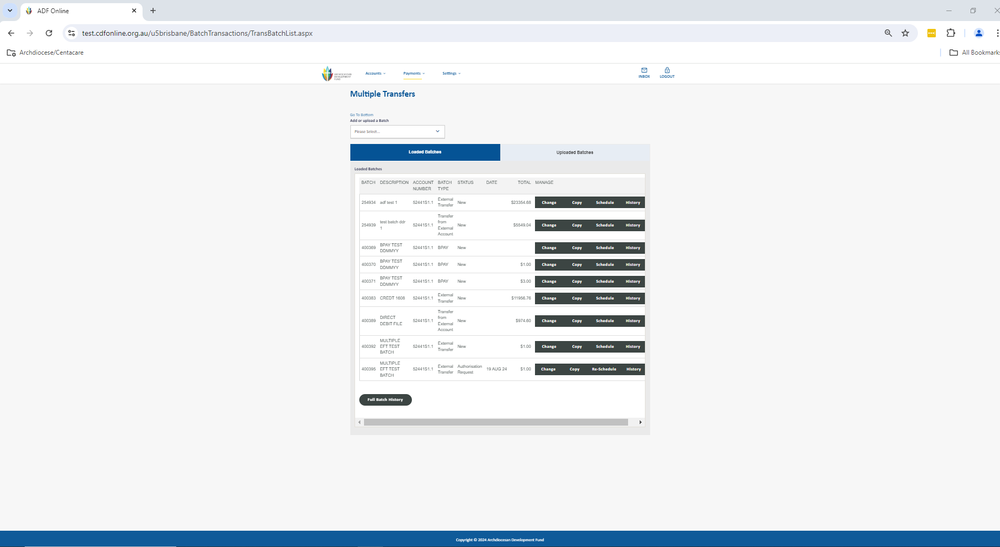 ADF Online
test.cdfonline.org.au/u5brisbane/BatchTransactions/TransBatchList.aspx
Archdiocese/Centacare
All Bookmarks
ARCHDIOCESAN
DEVELOPMENT
FUND
Accounts
Payments
Settings
INBOX
LOGOUT
Multiple Transfers
Go To Bottom
Add or upload a Batch
Please Select...
Loaded Batches Uploaded Batches
Loaded Batches
BATCH DESCRIPTION ACCOUNT NUMBER BATCH TYPE STATUS DATE TOTAL MANAGE
254934 adf test 1 52441S1.1 External Transfer New $23354.68 Change Copy Schedule History
254939 test batch ddr 1 52441S1.1 Transfer from External Account New $5549.04 Change Copy Schedule History
400369 BPAY TEST DDMMYY 52441S1.1 BPAY New Change Copy Schedule History
400370 BPAY TEST DDMMYY 52441S1.1 BPAY New $1.00 Change Copy Schedule History
400371 BPAY TEST DDMMYY 52441S1.1 BPAY New $3.00 Change Copy Schedule History
400383 CREDT 1608 52441S1.1 External Transfer New $11956.76 Change Copy Schedule History
400389 DIRECT DEBIT FILE 52441S1.1 Transfer from External Account New $974.60 Change Copy Schedule History
400392 MULTIPLE EFT TEST BATCH 52441S1.1 External Transfer New $1.00 Change Copy Schedule History
400395 MULTIPLE EFT TEST BATCH 52441S1.1 External Transfer Authorisation Request 19 AUG 24 $1.00 Change Copy Re-Schedule History
Full Batch History
Copyright © 2024 Archdiocesan Development Fund